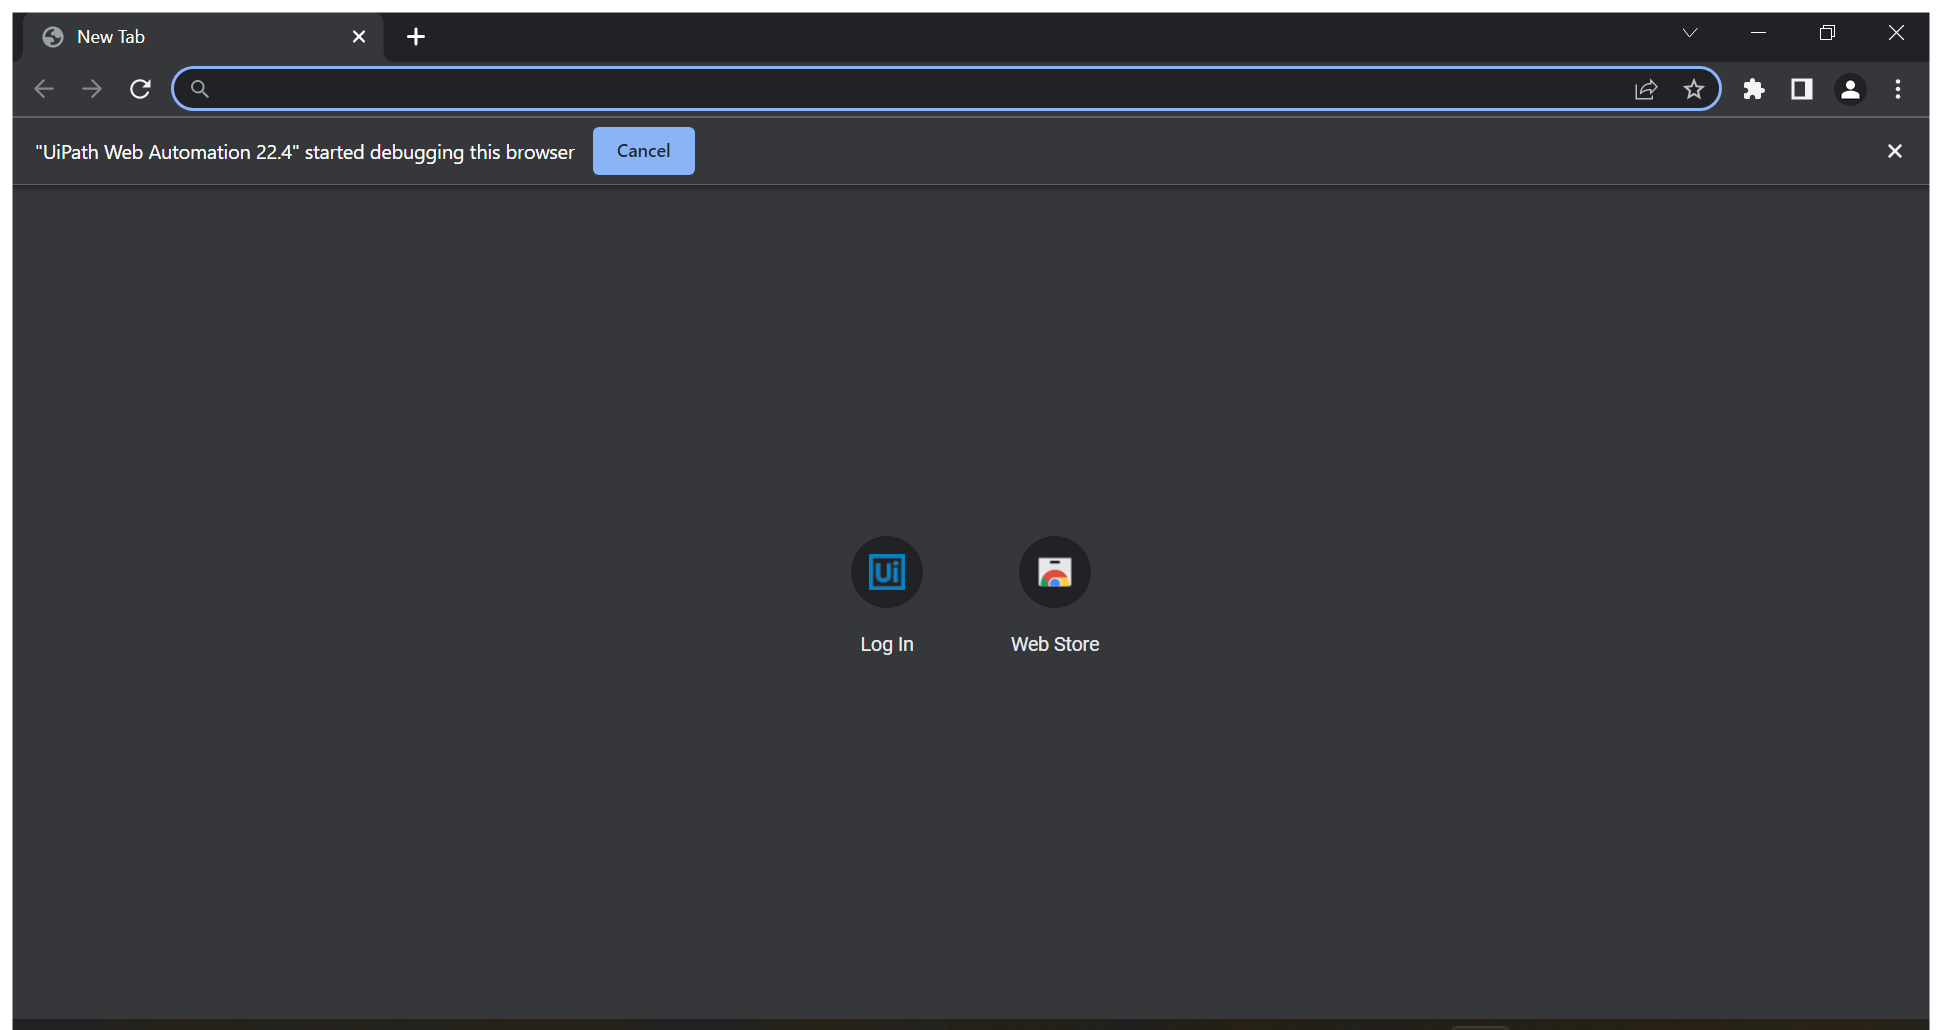 New Tab
"UiPath Web Automation 22.4" started debugging this browser Cancel
Ui
Log In Web Store